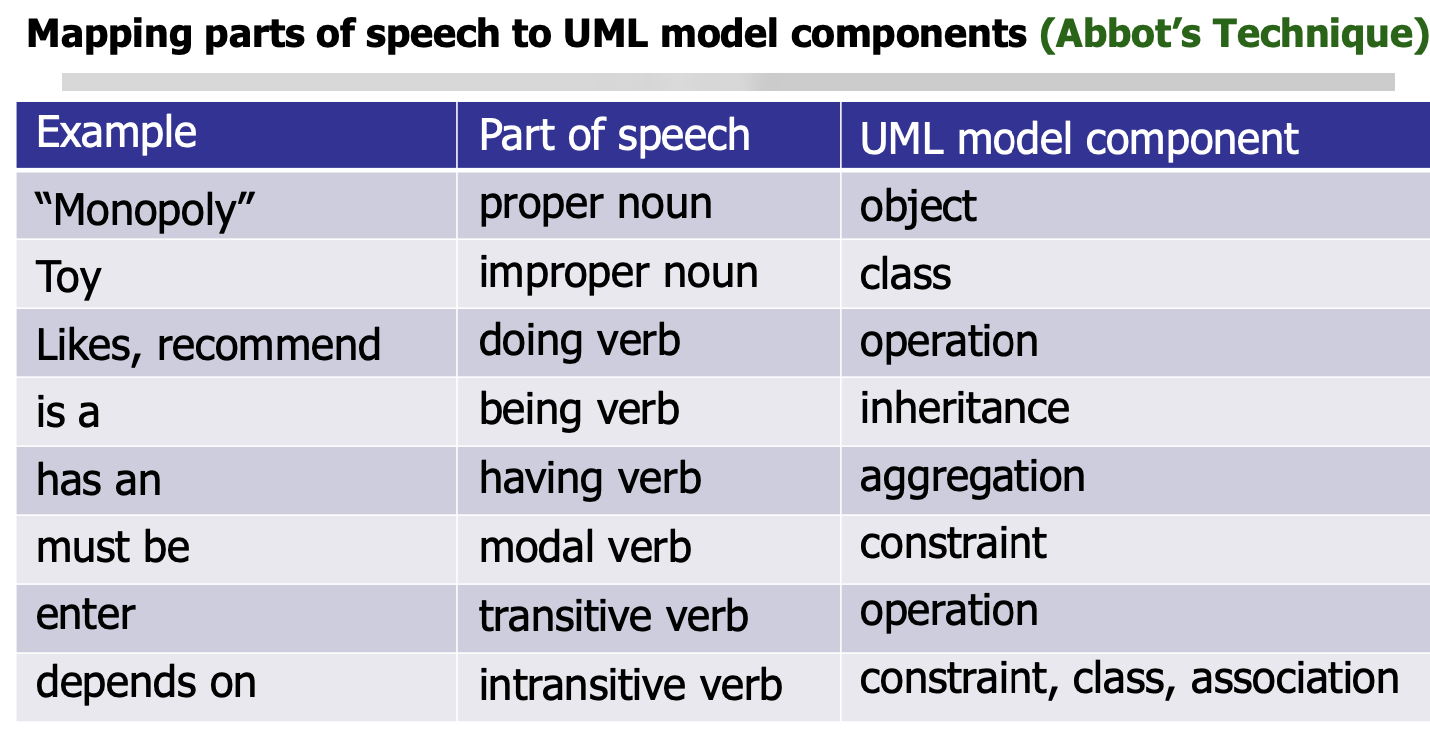 Mapping parts of speech to UML model components (Abbot’s Technique)
Example Part of speech UML model component
“Monopoly” proper noun object
Toy improper noun class
Likes, recommend doing verb operation
is a being verb inheritance
has an having verb aggregation
must be modal verb constraint
enter transitive verb operation
depends on intransitive verb constraint, class, association